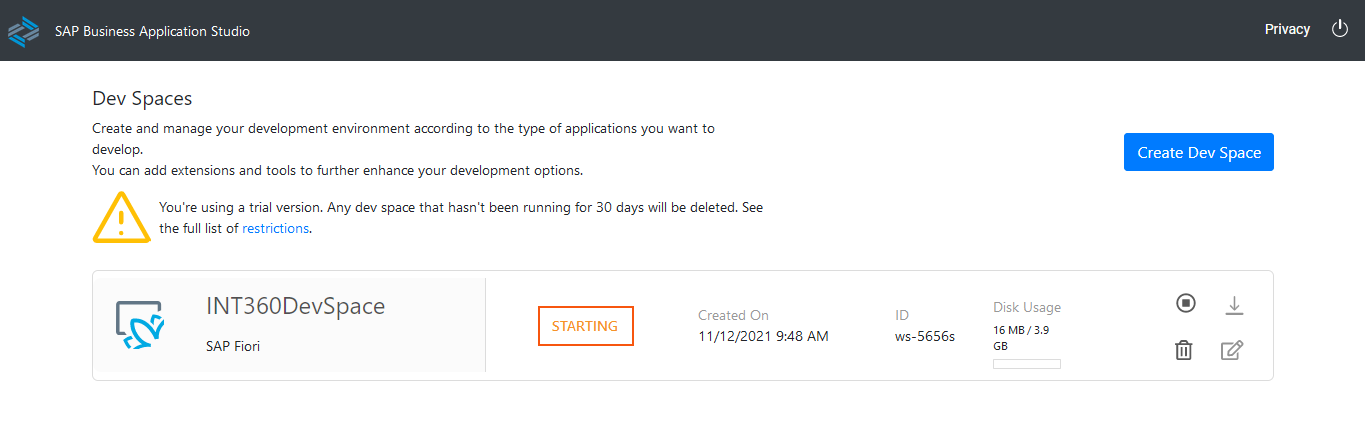 SAP Business Application Studio
Privacy
Dev Spaces
Create and manage your development environment according to the type of applications you want to
develop.
You can add extensions and tools to further enhance your development options.
Create Dev Space
You're using a trial version. Any dev space that hasn't been running for 30 days will be deleted. See
the full list of restrictions.
INT360DevSpace
SAP Fiori
STARTING
Created On
11/12/2021 9:48 AM
ID
ws-5656s
Disk Usage
16 MB / 3.9
GB